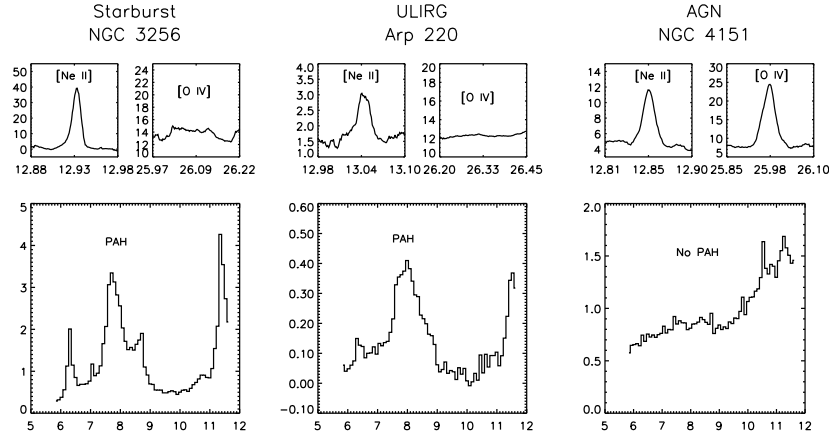 Starburst
NGC 3256
ULIRG
Arp 220
AGN
NGC 4151
[Ne II]
50
40
30
20
10
0
12.88 12.93 12.98
[O IV]
24
22
20
18
16
14
12
10
25.97 26.09 26.22
[Ne II]
4.0
3.5
3.0
2.5
2.0
1.5
1.0
12.98 13.04 13.10
[O IV]
20
18
16
14
12
10
26.20 26.33 26.45
[Ne II]
14
12
10
8
6
4
12.81 12.85 12.90
[O IV]
30
25
20
15
10
5
25.85 25.98 26.10
PAH
5
4
3
2
1
0
5 6 7 8 9 10 11 12
PAH
0.60
0.50
0.40
0.30
0.20
0.10
0.00
−0.10
5 6 7 8 9 10 11 12
No PAH
2.0
1.5
1.0
0.5
0.0
5 6 7 8 9 10 11 12